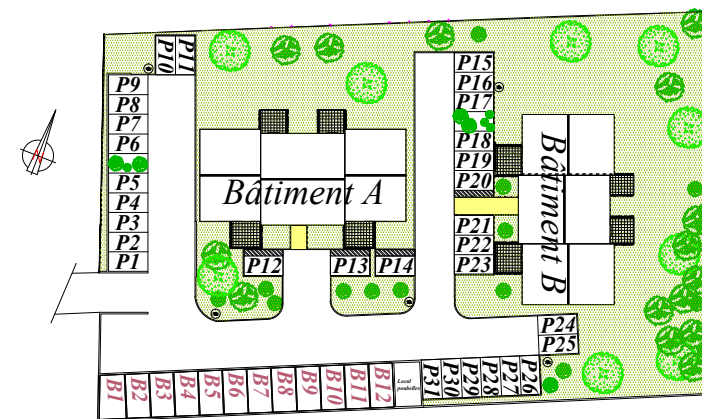 P10
P11
P9
P8
P7
P6
P5
P4
P3
P2
P1
Bâtiment A
P12
P13
P14
P15
P16
P17
P18
P19
P20
P21
P22
P23
Bâtiment B
P24
P25
B1
B2
B3
B4
B5
B6
B7
B8
B9
B10
B11
B12
Local
poubelles
P31
P30
P29
P28
P27
P26